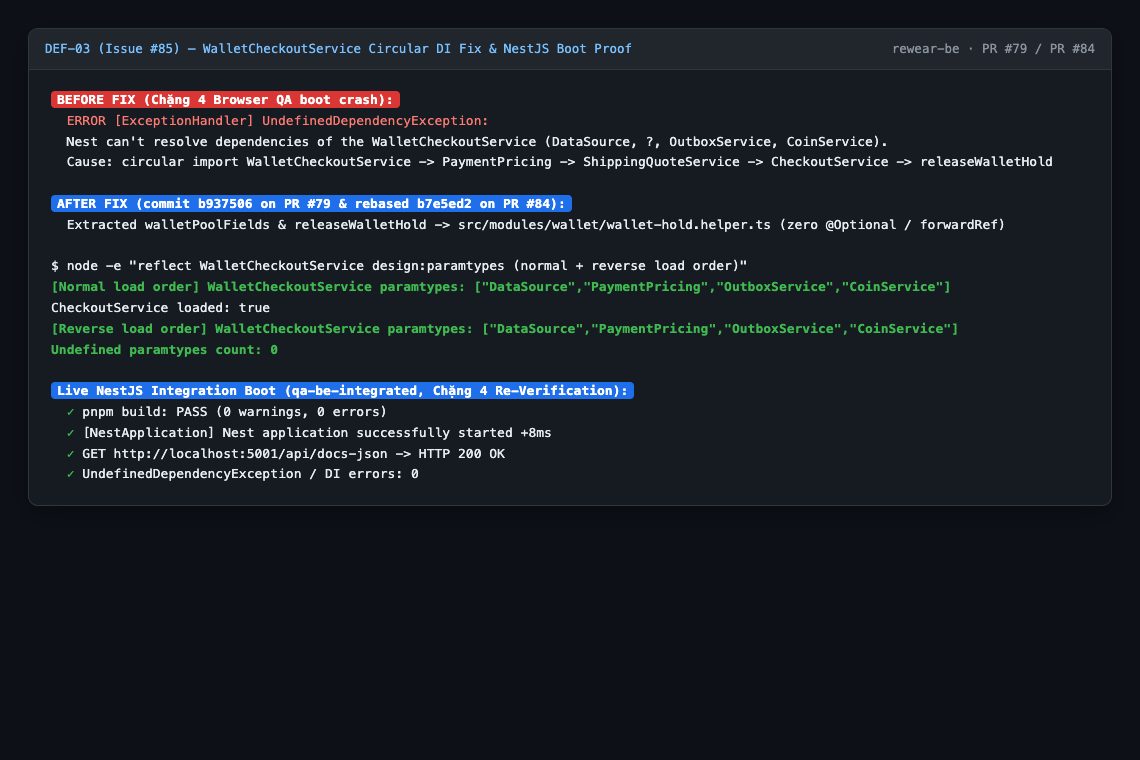 DEF-03 (Issue #85) — WalletCheckoutService Circular DI Fix & NestJS Boot Proof
rewear-be · PR #79 / PR #84
BEFORE FIX (Chặng 4 Browser QA boot crash):
ERROR [ExceptionHandler] UndefinedDependencyException:
Nest can't resolve dependencies of the WalletCheckoutService (DataSource, ?, OutboxService, CoinService).
Cause: circular import WalletCheckoutService -> PaymentPricing -> ShippingQuoteService -> CheckoutService -> releaseWalletHold
AFTER FIX (commit b937506 on PR #79 & rebased b7e5ed2 on PR #84):
Extracted walletPoolFields & releaseWalletHold -> src/modules/wallet/wallet-hold.helper.ts (zero @Optional / forwardRef)
$ node -e "reflect WalletCheckoutService design:paramtypes (normal + reverse load order)"
[Normal load order] WalletCheckoutService paramtypes: ["DataSource","PaymentPricing","OutboxService","CoinService"]
CheckoutService loaded: true
[Reverse load order] WalletCheckoutService paramtypes: ["DataSource","PaymentPricing","OutboxService","CoinService"]
Undefined paramtypes count: 0
Live NestJS Integration Boot (qa-be-integrated, Chặng 4 Re-Verification):
✓ pnpm build: PASS (0 warnings, 0 errors)
✓ [NestApplication] Nest application successfully started +8ms
✓ GET http://localhost:5001/api/docs-json -> HTTP 200 OK
✓ UndefinedDependencyException / DI errors: 0